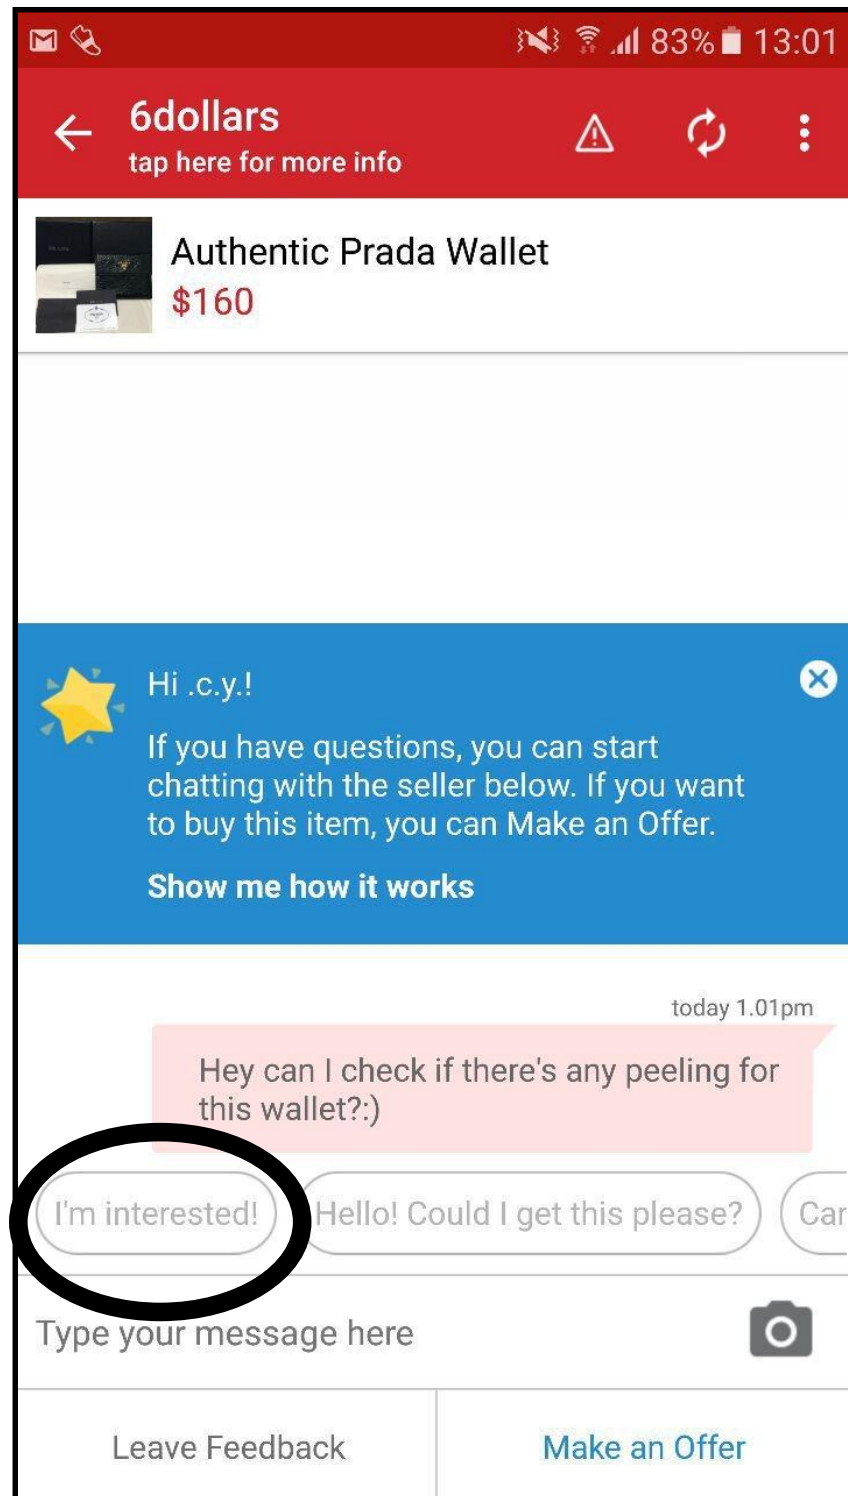 83% 13:01
6dollars
tap here for more info
Authentic Prada Wallet
$160
Hi .c.y.!
If you have questions, you can start
chatting with the seller below. If you want
to buy this item, you can Make an Offer.
Show me how it works
today 1.01pm
Hey can I check if there's any peeling for
this wallet?:)
I'm interested! Hello! Could I get this please? Car
Type your message here
Leave Feedback Make an Offer